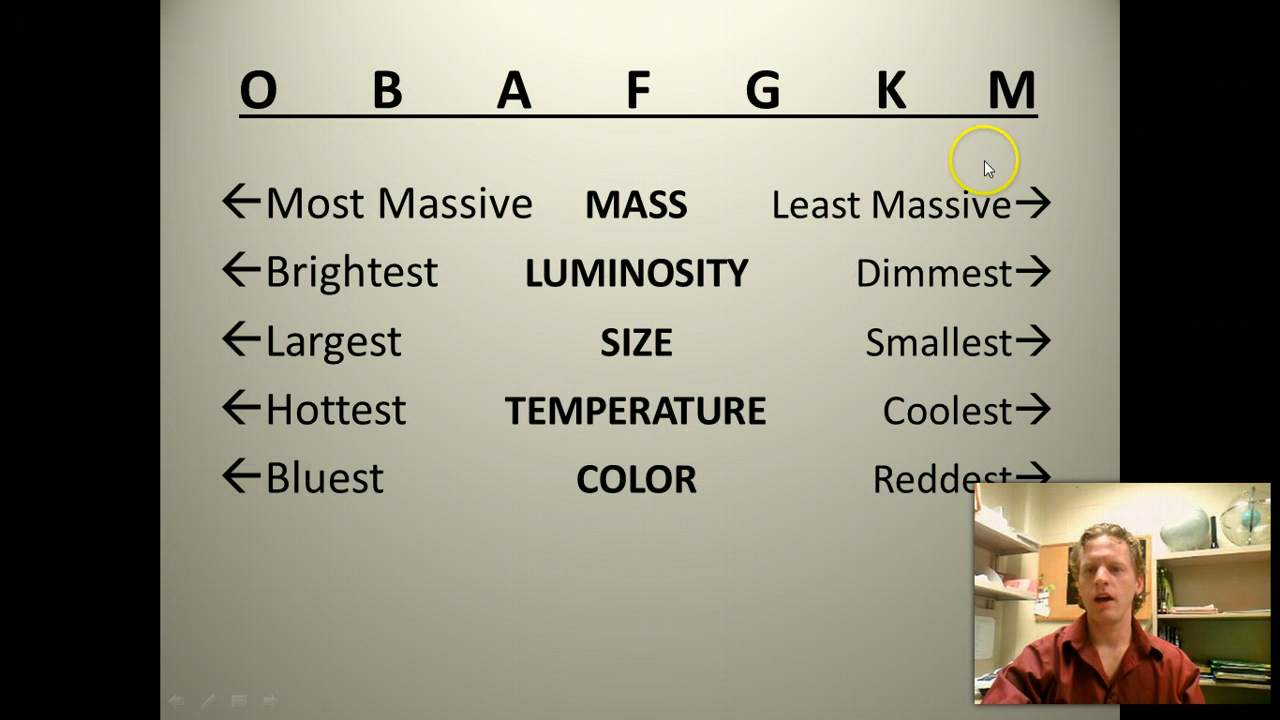 O B A F G K M
←Most Massive MASS Least Massive→
←Brightest LUMINOSITY Dimmest→
←Largest SIZE Smallest→
←Hottest TEMPERATURE Coolest→
←Bluest COLOR Reddest→